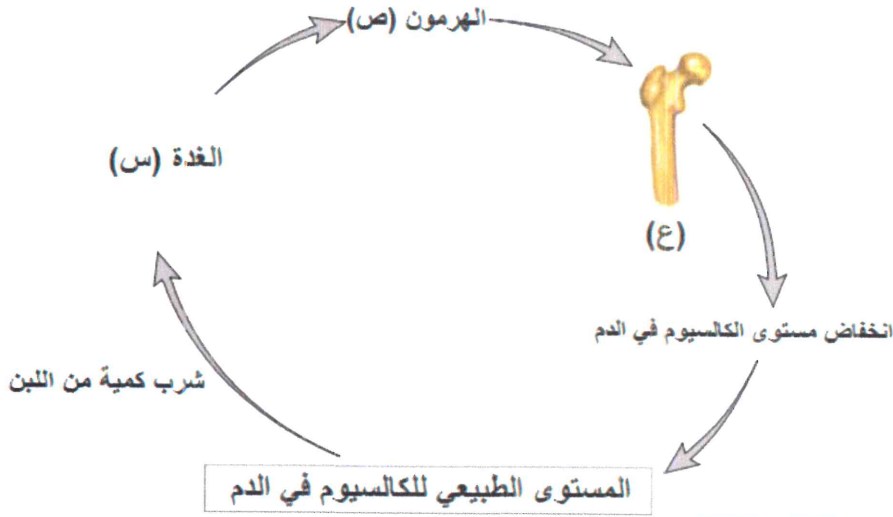 الهرمون (ص)
الغدة (س)
(ع)
انخفاض مستوى الكالسيوم في الدم
شرب كمية من اللبن
المستوى الطبيعي للكالسيوم في الدم